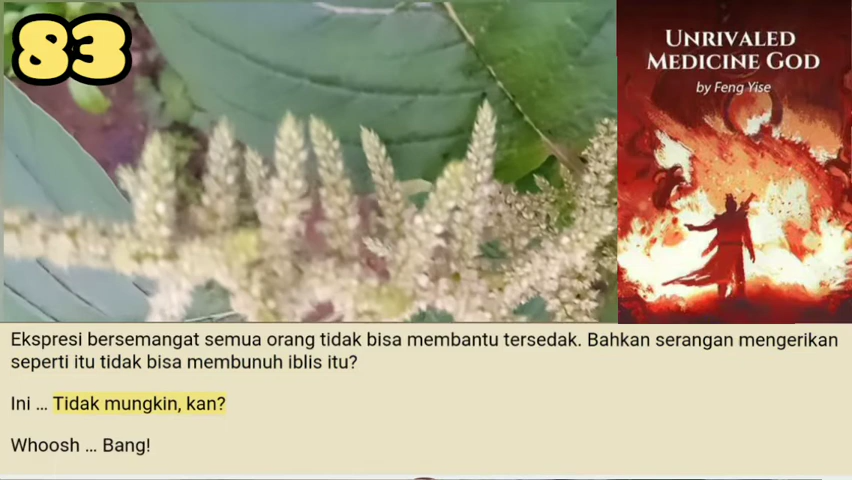 83
UNRIVALED
MEDICINE GOD
by Feng Yise
Ekspresi bersemangat semua orang tidak bisa membantu tersedak. Bahkan serangan mengerikan
seperti itu tidak bisa membunuh iblis itu?
Ini ... Tidak mungkin, kan?
Whoosh ... Bang!